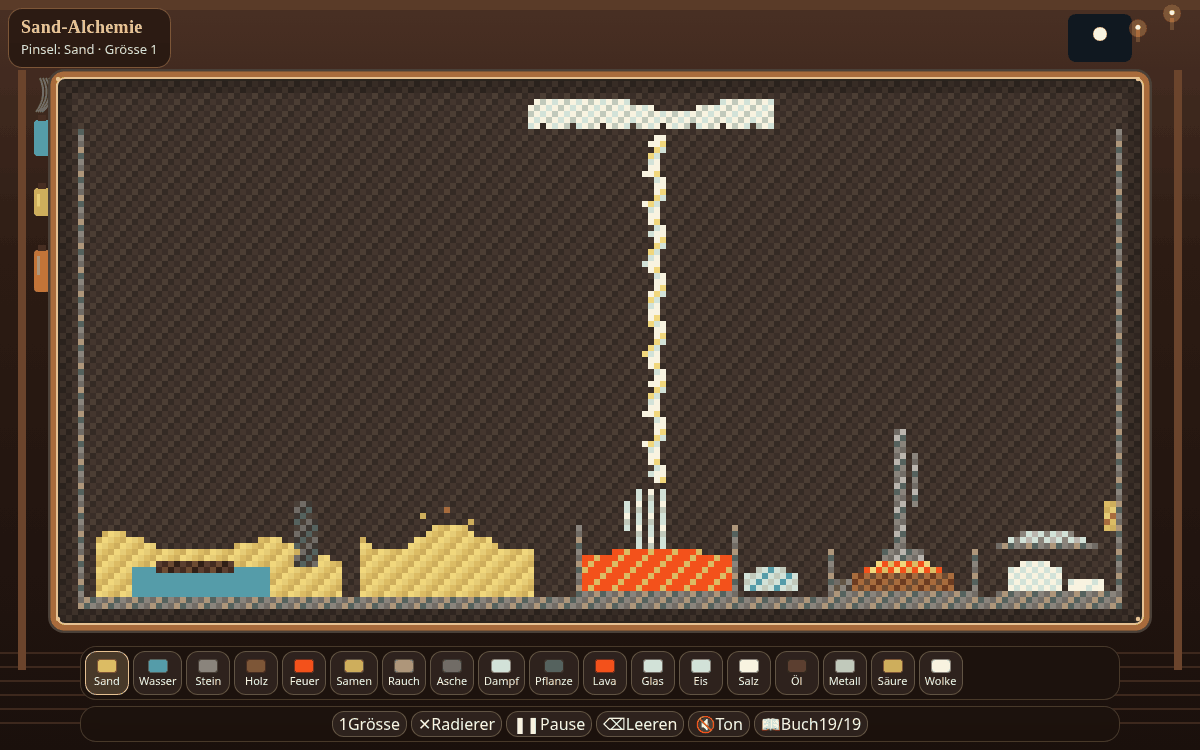 Sand-Alchemie
Pinsel: Sand · Grösse 1
Sand Wasser Stein Holz Feuer Samen Rauch Asche Dampf Pflanze Lava Glas Eis Salz Öl Metall Säure Wolke
1Grösse ✕Radierer ❚❚Pause ⌫Leeren 🔇Ton 📖Buch19/19